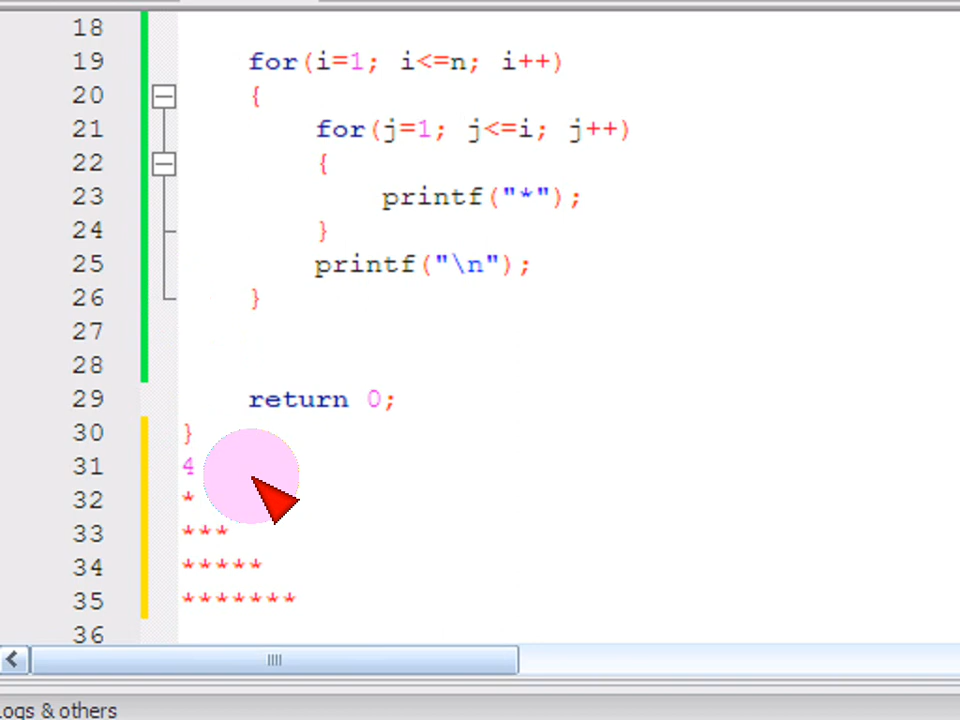 18
19 for(i=1; i<=n; i++)
20 {
21 for(j=1; j<=i; j++)
22 {
23 printf("*");
24 }
25 printf("\n");
26 }
27
28
29 return 0;
30 }
31 4
32 *
33 ***
34 *****
35 *******
36
Logs & others